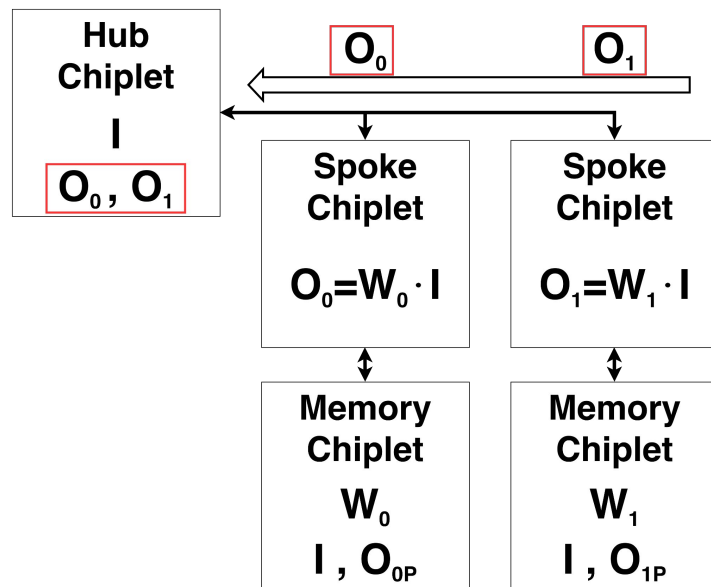 Hub
Chiplet
I
O₀ , O₁
O₀
O₁
Spoke
Chiplet
O₀=W₀·I
Spoke
Chiplet
O₁=W₁·I
Memory
Chiplet
W₀
I , O₀P
Memory
Chiplet
W₁
I , O₁P